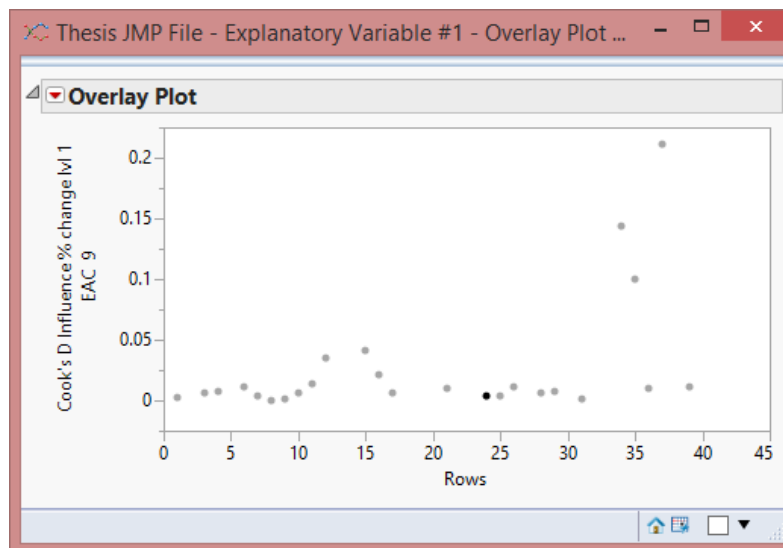 Thesis JMP File - Explanatory Variable #1 - Overlay Plot ...
Overlay Plot
Cook's D Influence % change lvl 1
EAC 9
0.2
0.15
0.1
0.05
0
0 5 10 15 20 25 30 35 40 45
Rows